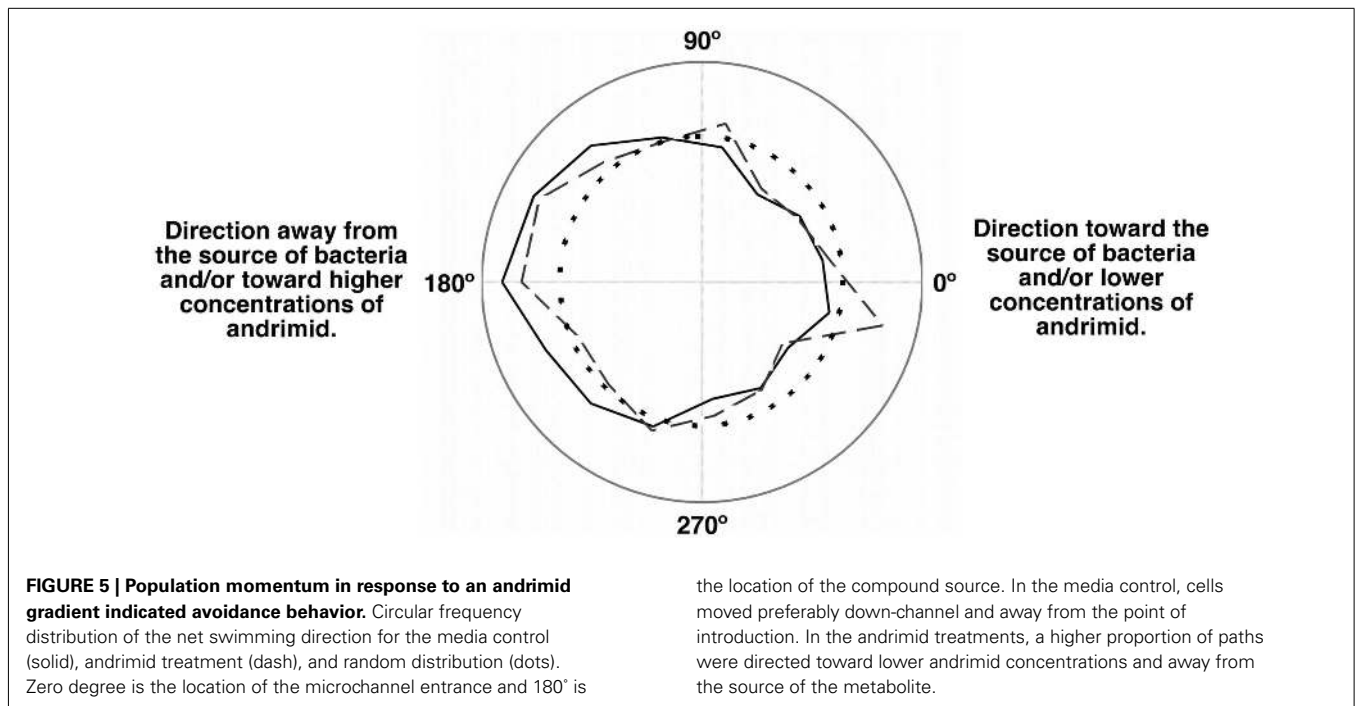 90°
Direction away from
the source of bacteria
and/or toward higher
concentrations of
andrimid.
180°
0°
Direction toward the
source of bacteria
and/or lower
concentrations of
andrimid.
270°
FIGURE 5 | Population momentum in response to an andrimid
gradient indicated avoidance behavior. Circular frequency
distribution of the net swimming direction for the media control
(solid), andrimid treatment (dash), and random distribution (dots).
Zero degree is the location of the microchannel entrance and 180° is
the location of the compound source. In the media control, cells
moved preferably down-channel and away from the point of
introduction. In the andrimid treatments, a higher proportion of paths
were directed toward lower andrimid concentrations and away from
the source of the metabolite.